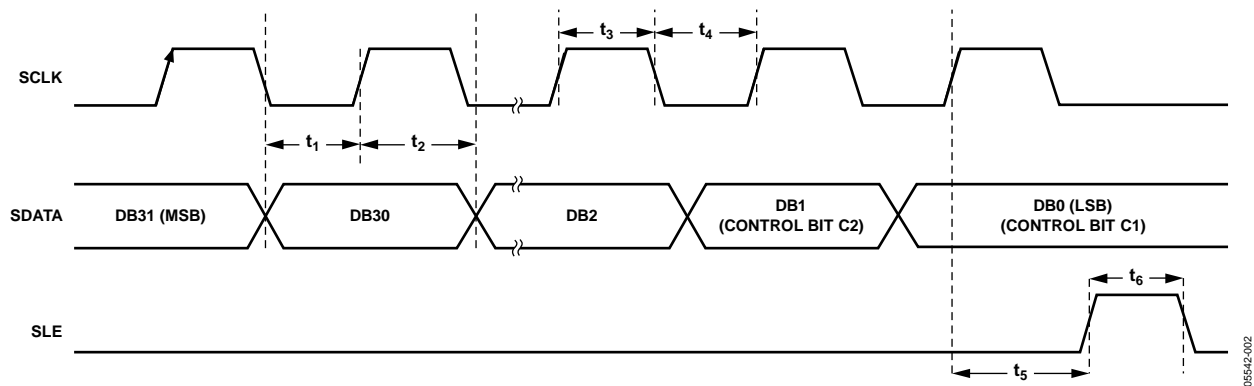 t3
t4
SCLK
t1
t2
SDATA
DB31 (MSB)
DB30
DB2
DB1
(CONTROL BIT C2)
DB0 (LSB)
(CONTROL BIT C1)
t6
SLE
t5
05542-002